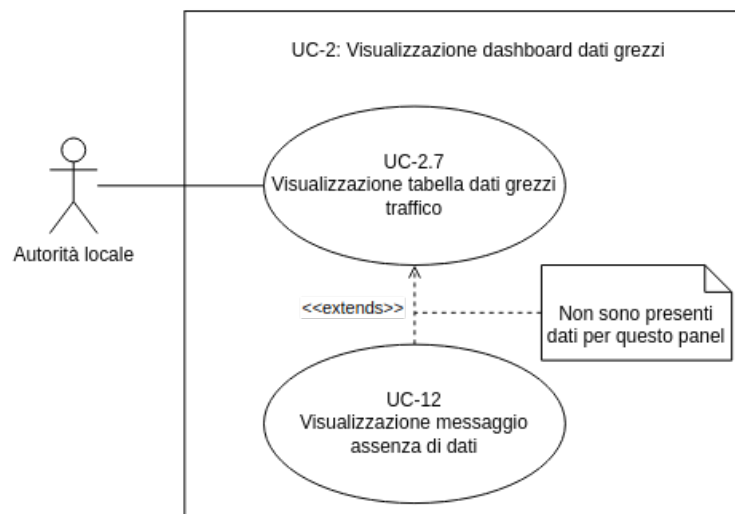 UC-2: Visualizzazione dashboard dati grezzi
UC-2.7
Visualizzazione tabella dati grezzi
traffico
Autorità locale
<<extends>>
Non sono presenti
dati per questo panel
UC-12
Visualizzazione messaggio
assenza di dati